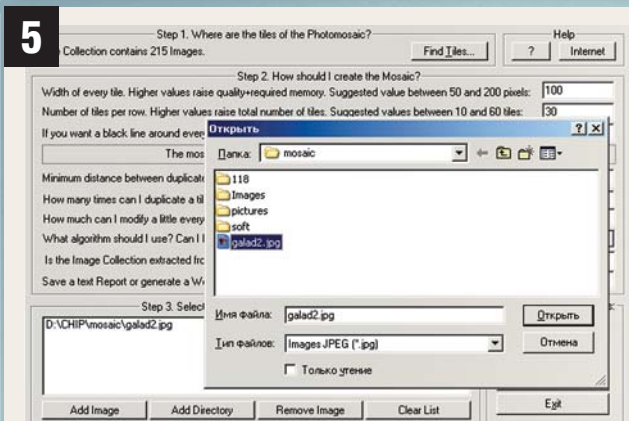 5
Step 1. Where are the tiles of the Photomosaic?
Help
Collection contains 215 Images.
Find Tiles...
?
Internet
Step 2. How should I create the Mosaic?
Width of every tile. Higher values raise quality+required memory. Suggested value between 50 and 200 pixels:
100
Number of tiles per row. Higher values raise total number of tiles. Suggested values between 10 and 60 tiles:
30
If you want a black line around every
The mos
Minimum distance between duplicate
How many times can I duplicate a til
How much can I modify a little every
What algorithm should I use? Can I
Is the Image Collection extracted fro
Save a text Report or generate a W
Открыть
Папка:
mosaic
118
Images
pictures
soft
galad2.jpg
Имя файла:
galad2.jpg
Открыть
Тип файлов:
Images JPEG (*.jpg)
Отмена
Только чтение
Step 3. Select
D:\CHIP\mosaic\galad2.jpg
Add Image
Add Directory
Remove Image
Clear List
Exit